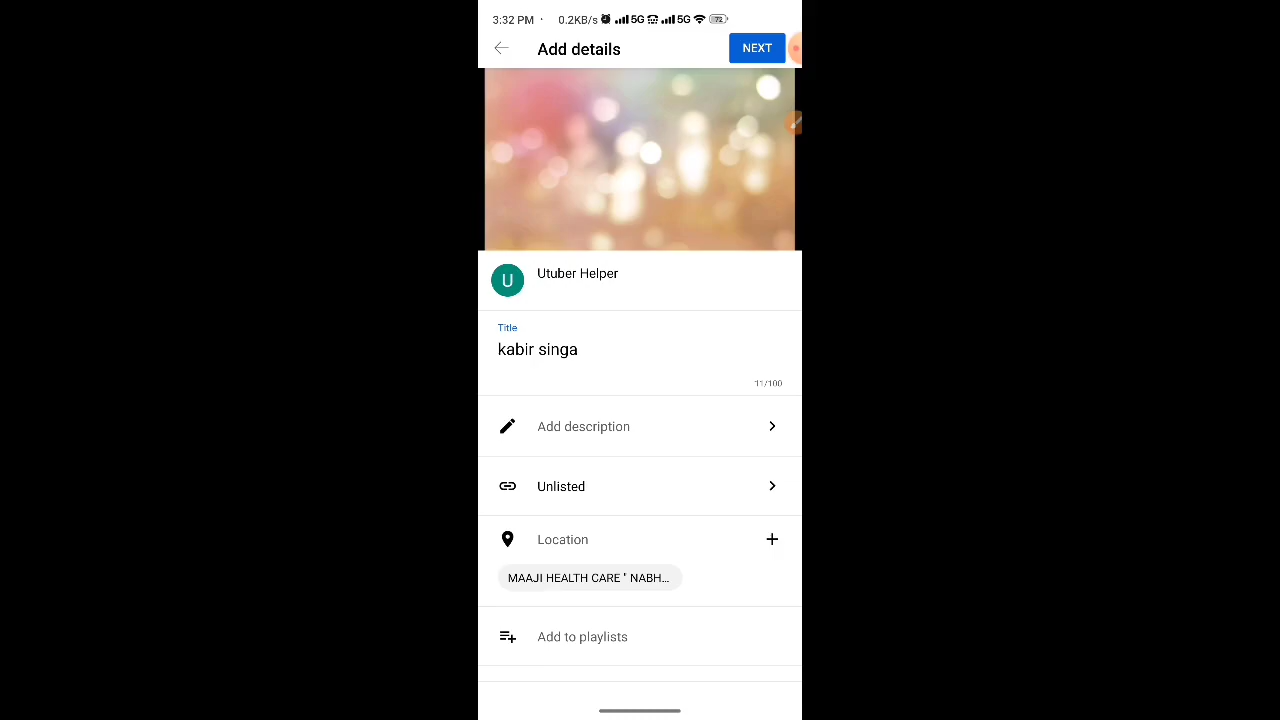 3:32 PM · 0.2KB/s 5G 5G 72
Add details
NEXT
U
Utuber Helper
Title
kabir singa
11/100
Add description
Unlisted
Location
MAAJI HEALTH CARE " NABH...
Add to playlists